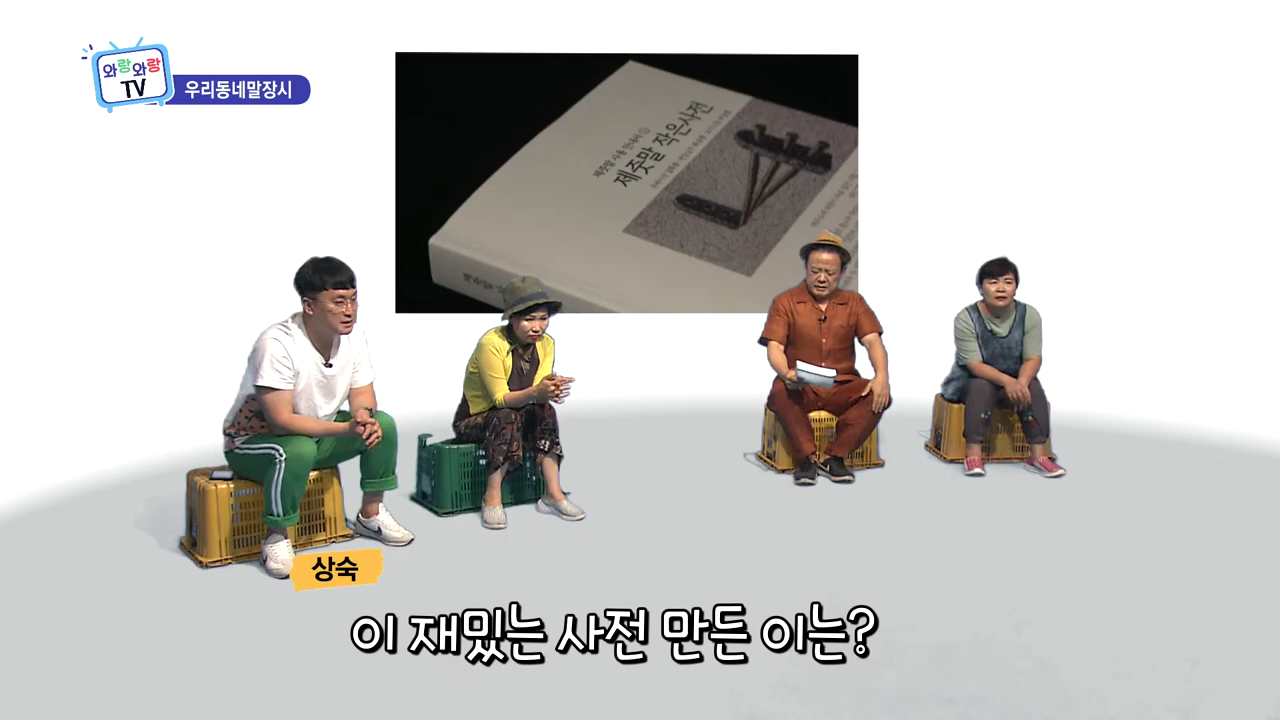 와랑와랑
TV
우리동네말장시
제줏말 작은사전
상숙
이 재밌는 사전 만든 이는?